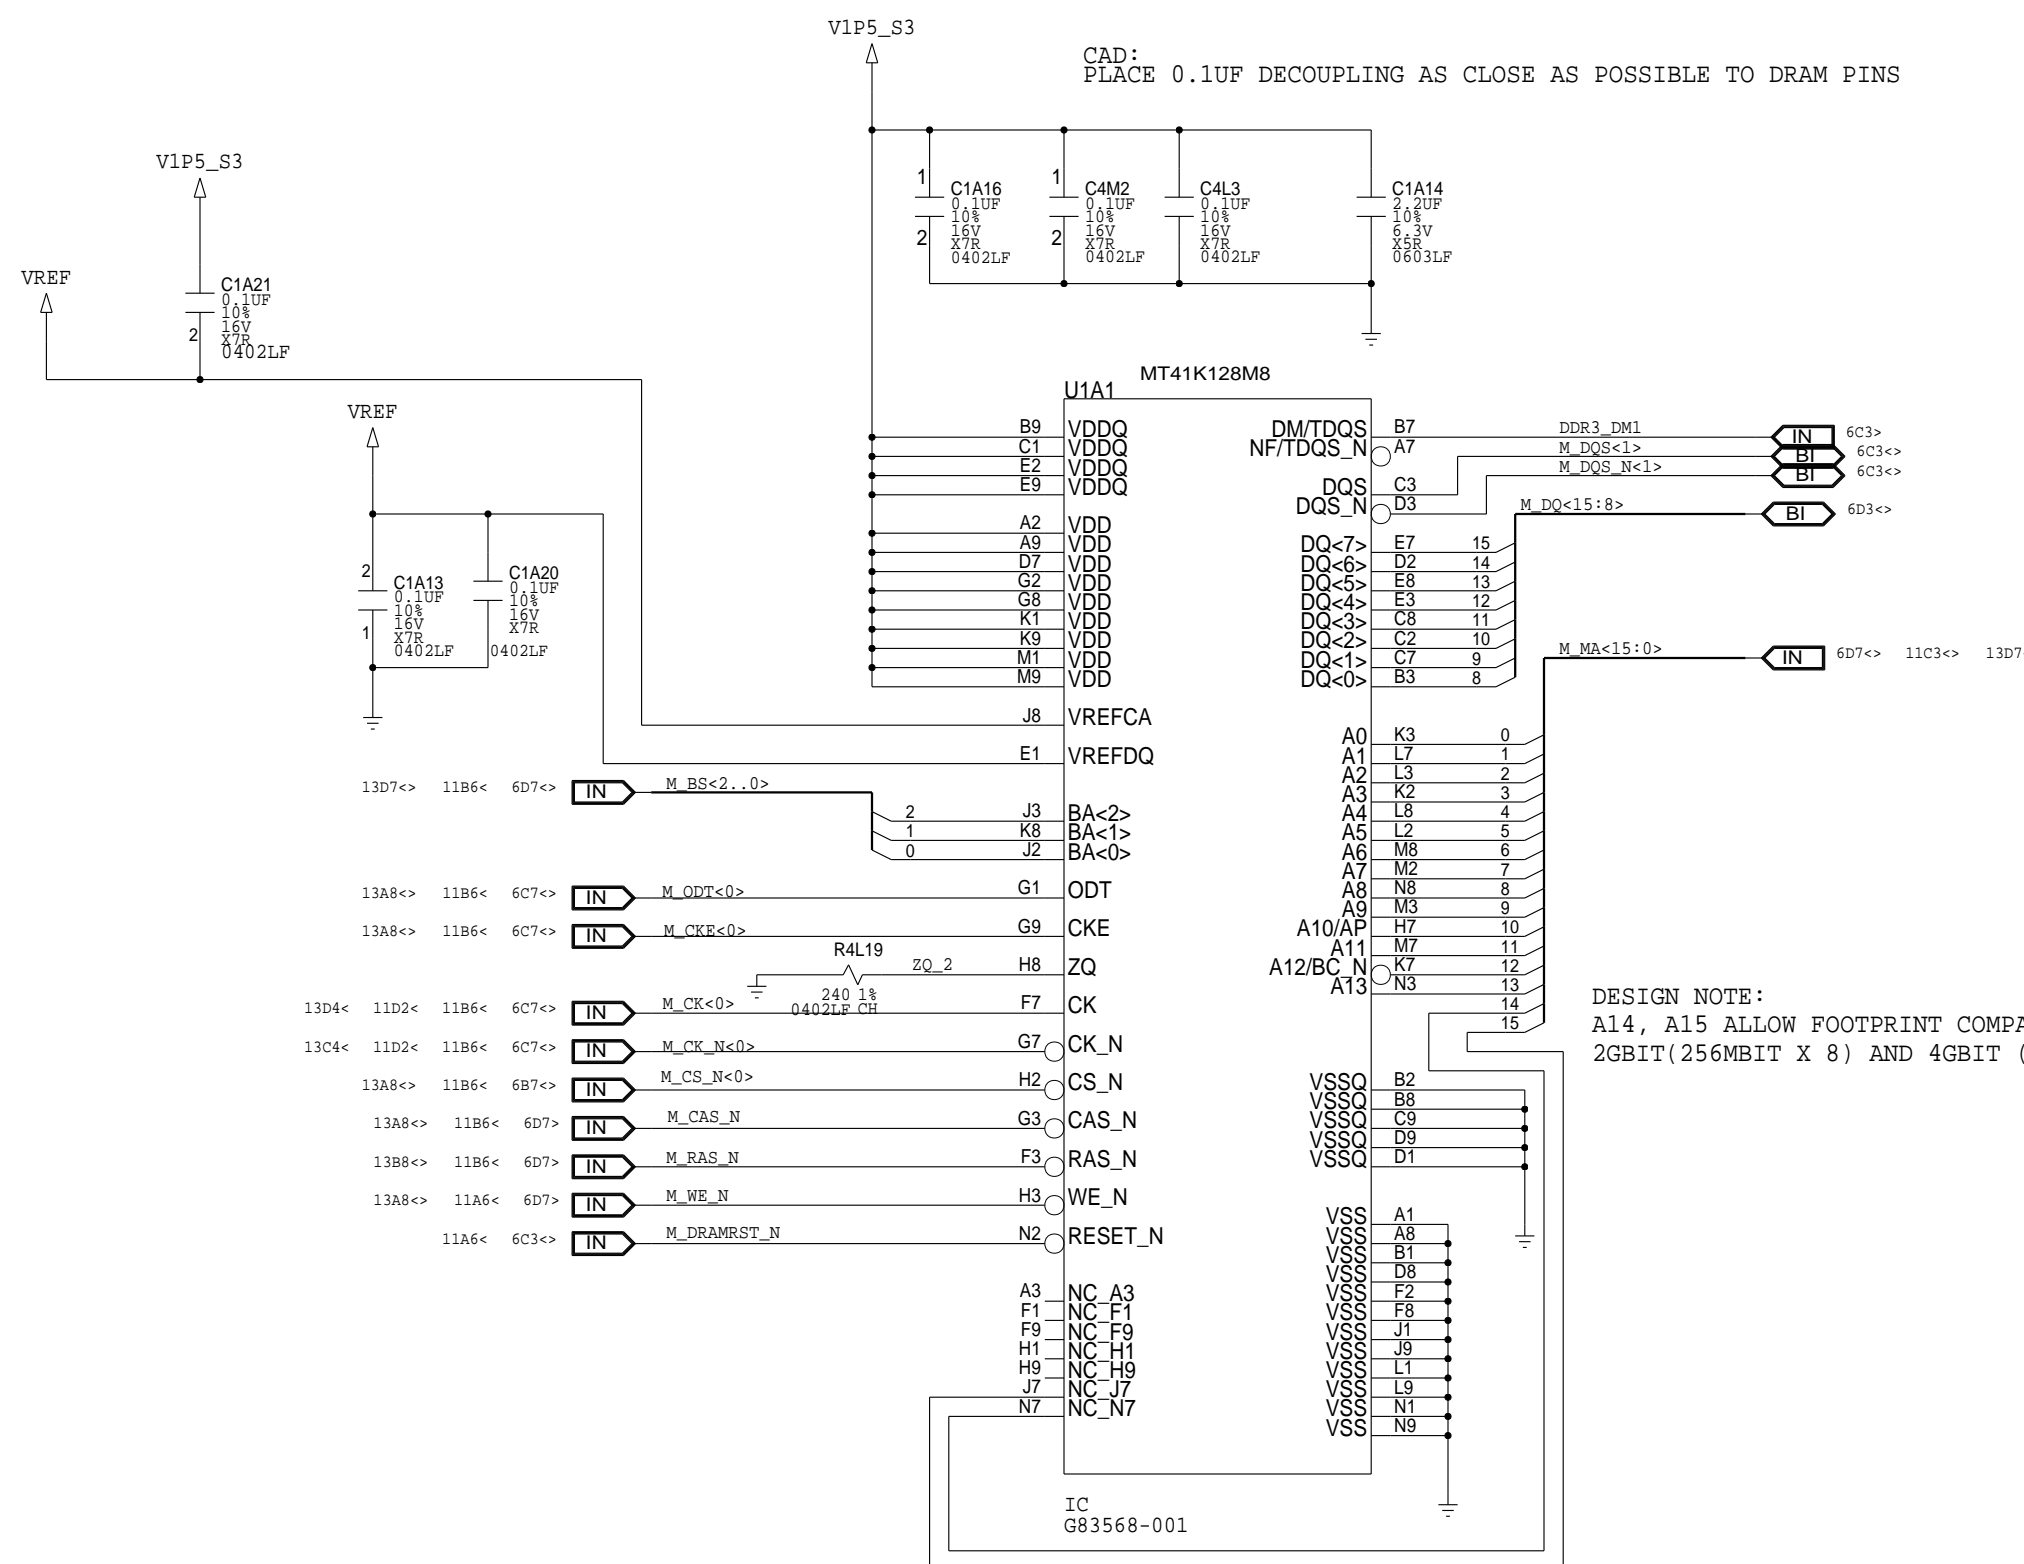 V1P5_S3
CAD:
PLACE 0.1UF DECOUPLING AS CLOSE AS POSSIBLE TO DRAM PINS
V1P5_S3
1
2
C1A16
0.1UF
10%
16V
X7R
0402LF
1
2
C4M2
0.1UF
10%
16V
X7R
0402LF
C4L3
0.1UF
10%
16V
X7R
0402LF
C1A14
2.2UF
10%
6.3V
X5R
0603LF
VREF
2
C1A21
0.1UF
10%
16V
X7R
0402LF
VREF
2
1
C1A13
0.1UF
10%
16V
X7R
0402LF
C1A20
0.1UF
10%
16V
X7R
0402LF
MT41K128M8
U1A1
B9 VDDQ
C1 VDDQ
E2 VDDQ
E9 VDDQ
A2 VDD
A9 VDD
D7 VDD
G2 VDD
G8 VDD
K1 VDD
K9 VDD
M1 VDD
M9 VDD
J8 VREFCA
E1 VREFDQ
13D7<> 11B6< 6D7<> IN M_BS<2..0>
2 J3 BA<2>
1 K8 BA<1>
0 J2 BA<0>
13A8<> 11B6< 6C7<> IN M_ODT<0> G1 ODT
13A8<> 11B6< 6C7<> IN M_CKE<0> G9 CKE
R4L19
ZQ_2 H8 ZQ
240 1%
0402LF CH
13D4< 11D2< 11B6< 6C7<> IN M_CK<0> F7 CK
13C4< 11D2< 11B6< 6C7<> IN M_CK_N<0> G7 CK_N
13A8<> 11B6< 6B7<> IN M_CS_N<0> H2 CS_N
13A8<> 11B6< 6D7> IN M_CAS_N G3 CAS_N
13B8<> 11B6< 6D7> IN M_RAS_N F3 RAS_N
13A8<> 11A6< 6D7> IN M_WE_N H3 WE_N
11A6< 6C3<> IN M_DRAMRST_N N2 RESET_N
A3 NC_A3
F1 NC_F1
F9 NC_F9
H1 NC_H1
H9 NC_H9
J7 NC_J7
N7 NC_N7
DM/TDQS B7 DDR3_DM1 IN 6C3>
NF/TDQS_N A7
DQS C3 M_DQS<1> BI 6C3<>
DQS_N D3 M_DQS_N<1> BI 6C3<>
M_DQ<15:8> BI 6D3<>
DQ<7> E7 15
DQ<6> D2 14
DQ<5> E8 13
DQ<4> E3 12
DQ<3> C8 11
DQ<2> C2 10
DQ<1> C7 9
DQ<0> B3 8
M_MA<15:0> IN 6D7<> 11C3<> 13D7
A0 K3 0
A1 L7 1
A2 L3 2
A3 K2 3
A4 L8 4
A5 L2 5
A6 M8 6
A7 M2 7
A8 N8 8
A9 M3 9
A10/AP H7 10
A11 M7 11
A12/BC_N K7 12
A13 N3 13
14
15
DESIGN NOTE:
A14, A15 ALLOW FOOTPRINT COMPA
2GBIT(256MBIT X 8) AND 4GBIT (
VSSQ B2
VSSQ B8
VSSQ C9
VSSQ D9
VSSQ D1
VSS A1
VSS A8
VSS B1
VSS D8
VSS F2
VSS F8
VSS J1
VSS J9
VSS L1
VSS L9
VSS N1
VSS N9
IC
G83568-001